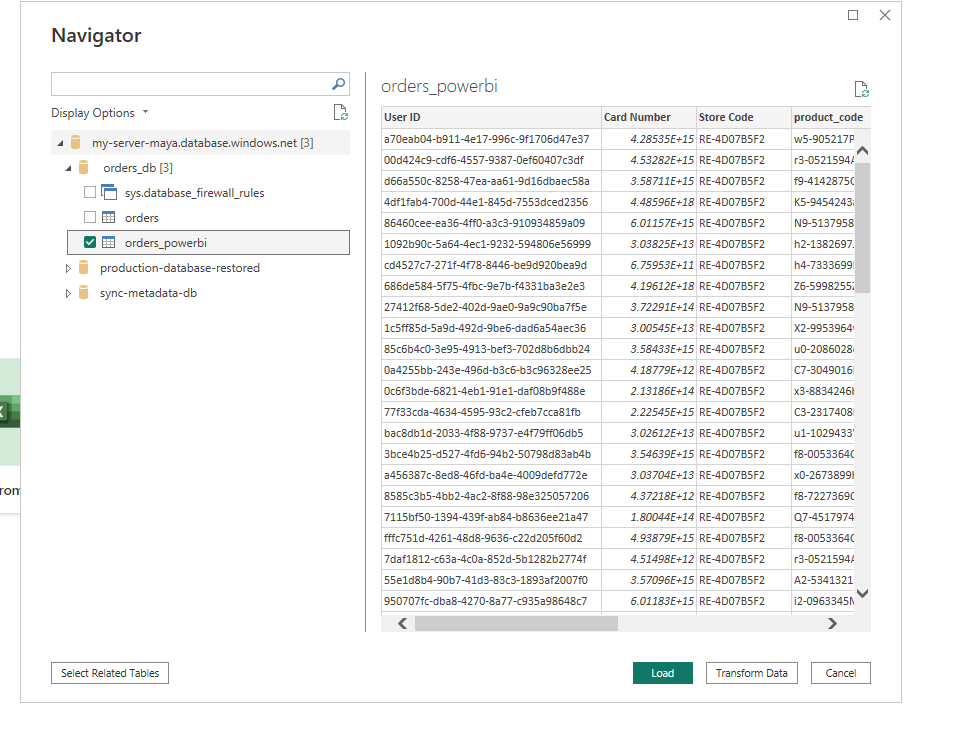 Navigator
Display Options
my-server-maya.database.windows.net [3]
orders_db [3]
sys.database_firewall_rules
orders
orders_powerbi
production-database-restored
sync-metadata-db
orders_powerbi
User ID Card Number Store Code product_code
a70eab04-b911-4e17-996c-9f1706d47e37 4.28535E+15 RE-4D07B5F2 w5-905217P
00d424c9-cdf6-4557-9387-0ef60407c3df 4.53282E+15 RE-4D07B5F2 r3-0521594A
d66a550c-8258-47ea-aa61-9d16dbaec58a 3.58711E+15 RE-4D07B5F2 f9-4142875C
4df1fab4-700d-44e1-845d-7553dced2356 4.48596E+18 RE-4D07B5F2 K5-9454243
86460cee-ea36-4ff0-a3c3-910934859a09 6.01157E+15 RE-4D07B5F2 N9-5137958
1092b90c-5a64-4ec1-9232-594806e56999 3.03825E+13 RE-4D07B5F2 h2-1382697
cd4527c7-271f-4f78-8446-be9d920bea9d 6.75953E+11 RE-4D07B5F2 h4-7333699
686de584-5f75-4fbc-9e7b-f4331ba3e2e3 4.19612E+18 RE-4D07B5F2 Z6-5998255
27412f68-5de2-402d-9ae0-9a9c90ba7f5e 3.72291E+14 RE-4D07B5F2 N9-5137958
1c5ff85d-5a9d-492d-9be6-dad6a54aec36 3.00545E+13 RE-4D07B5F2 X2-9953964
85c6b4c0-3e95-4913-bef3-702d8b6dbb24 3.58433E+15 RE-4D07B5F2 u0-2086028
0a4255bb-243e-496d-b3c6-b3c96328ee25 4.18779E+12 RE-4D07B5F2 C7-3049016
0c6f3bde-6821-4eb1-91e1-daf08b9f488e 2.13186E+14 RE-4D07B5F2 x3-8834246
77f33cda-4634-4595-93c2-cfeb7cca81fb 2.22545E+15 RE-4D07B5F2 C3-2317408
bac8db1d-2033-4f88-9737-e4f79ff06db5 3.02612E+13 RE-4D07B5F2 u1-1029433
3bce4b25-d527-4fd6-94b2-50798d83ab4b 3.54639E+15 RE-4D07B5F2 f8-0053364
a456387c-8ed8-46fd-ba4e-4009defd772e 3.03704E+13 RE-4D07B5F2 x0-2673899
8585c3b5-4bb2-4ac2-8f88-98e325057206 4.37218E+12 RE-4D07B5F2 f8-7227369
7115bf50-1394-439f-ab84-b8636ee21a47 1.80044E+14 RE-4D07B5F2 Q7-4517974
fffc751d-4261-48d8-9636-c22d205f60d2 4.93879E+15 RE-4D07B5F2 f8-0053364
7daf1812-c63a-4c0a-852d-5b1282b2774f 4.51498E+12 RE-4D07B5F2 r3-0521594
55e1d8b4-90b7-41d3-83c3-1893af2007f0 3.57096E+15 RE-4D07B5F2 A2-5341321
950707fc-dba8-4270-8a77-c935a98648c7 6.01183E+15 RE-4D07B5F2 i2-0963345
rom
Select Related Tables
Load
Transform Data
Cancel